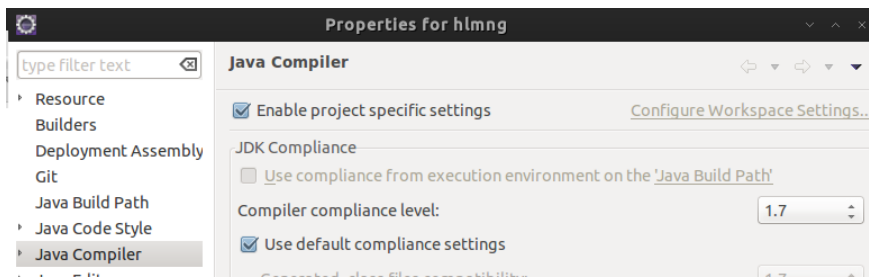 Properties for hlmng
type filter text
Java Compiler
Resource
Builders
Deployment Assembly
Git
Java Build Path
Java Code Style
Java Compiler
Enable project specific settings
Configure Workspace Settings..
JDK Compliance
Use compliance from execution environment on the 'Java Build Path'
Compiler compliance level:
1.7
Use default compliance settings